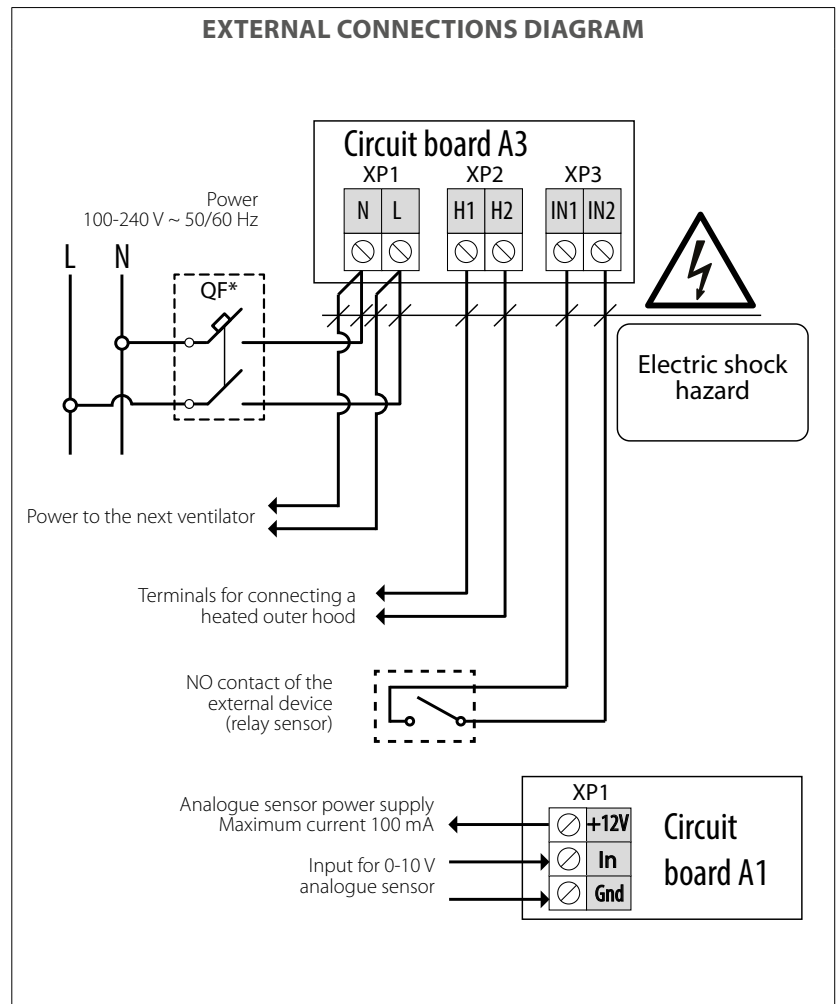 EXTERNAL CONNECTIONS DIAGRAM
Circuit board A3
XP1 XP2 XP3
N L H1 H2 IN1 IN2
Power
100-240 V ~ 50/60 Hz
L N
QF*
Electric shock
hazard
Power to the next ventilator
Terminals for connecting a
heated outer hood
NO contact of the
external device
(relay sensor)
XP1
Analogue sensor power supply
Maximum current 100 mA
+12V
In
Gnd
Circuit
board A1
Input for 0-10 V
analogue sensor